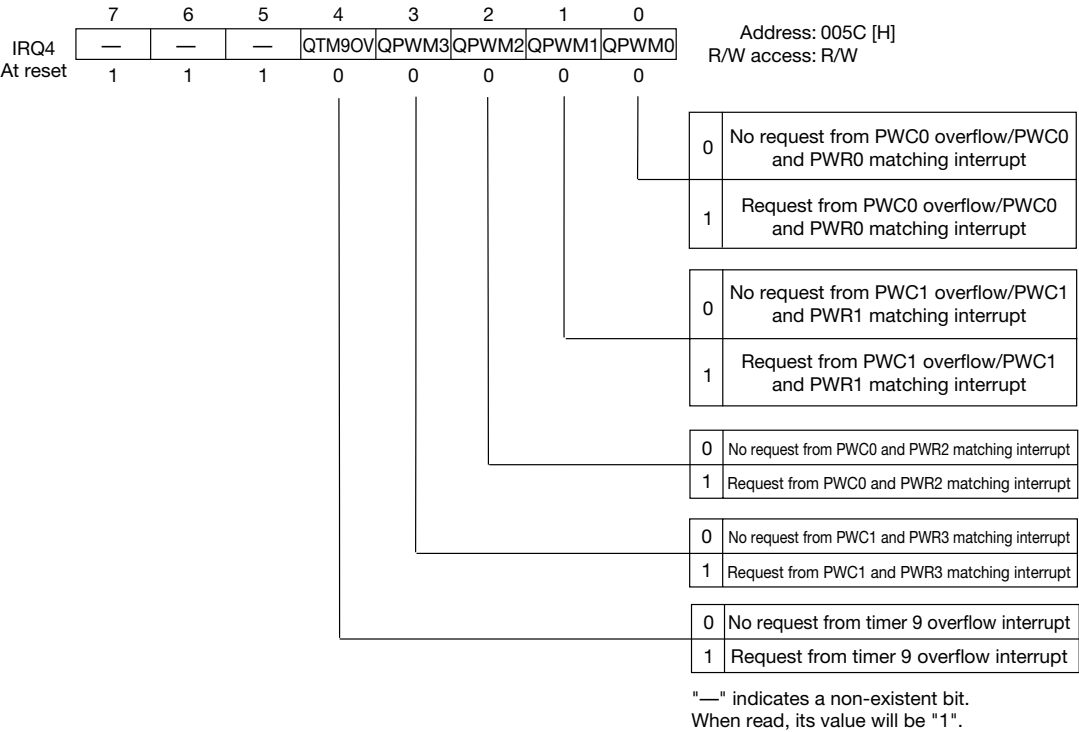 7 6 5 4 3 2 1 0
IRQ4 — — — QTM9OV QPWM3 QPWM2 QPWM1 QPWM0
At reset 1 1 1 0 0 0 0 0
Address: 005C [H]
R/W access: R/W
0 No request from PWC0 overflow/PWC0
and PWR0 matching interrupt
1 Request from PWC0 overflow/PWC0
and PWR0 matching interrupt
0 No request from PWC1 overflow/PWC1
and PWR1 matching interrupt
1 Request from PWC1 overflow/PWC1
and PWR1 matching interrupt
0 No request from PWC0 and PWR2 matching interrupt
1 Request from PWC0 and PWR2 matching interrupt
0 No request from PWC1 and PWR3 matching interrupt
1 Request from PWC1 and PWR3 matching interrupt
0 No request from timer 9 overflow interrupt
1 Request from timer 9 overflow interrupt
"—" indicates a non-existent bit.
When read, its value will be "1".